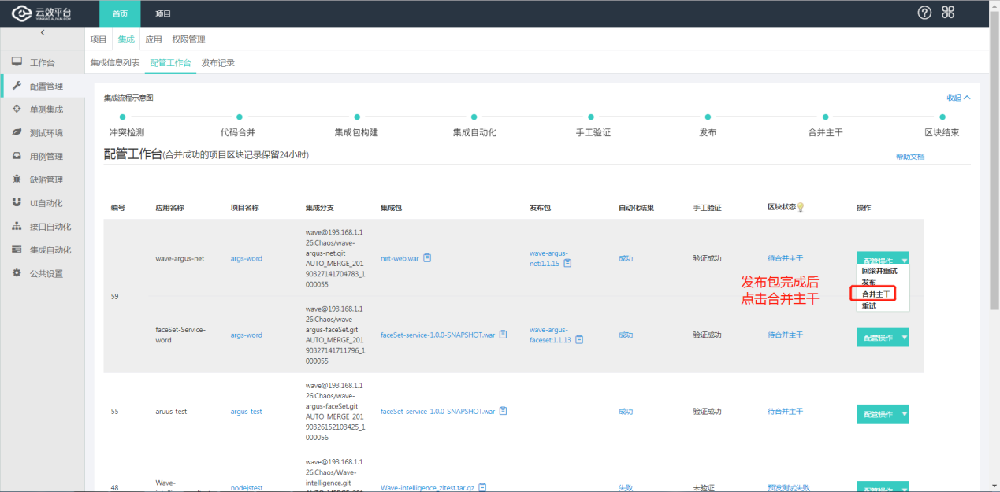 云效平台
YUNXIAO.ALIYUN.COM
首页
项目
项目
集成
应用
权限管理
集成信息列表
配管工作台
发布记录
工作台
配置管理
单测集成
测试环境
用例管理
缺陷管理
UI自动化
接口自动化
集成自动化
公共设置
集成流程示意图
收起
冲突检测
代码合并
集成包构建
集成自动化
手工验证
发布
合并主干
区块结束
配管工作台(合并成功的项目区块记录保留24小时)
帮助文档
编号
应用名称
项目名称
集成分支
集成包
发布包
自动化结果
手工验证
区块状态
操作
59
wave-argus-net
args-word
wave@193.168.1.1
26:Chaos/wave-
argus-net.git
AUTO_MERGE_201
90327141704783_1
000055
net-web.war
wave-argus-
net:1.1.15
成功
验证成功
待合并主干
配管操作
回滚并重试
发布
合并主干
重试
发布包完成后
点击合并主干
faceSet-Service-
word
args-word
wave@193.168.1.1
26:Chaos/wave-
argus-faceSet.git
AUTO_MERGE_201
90327141711796_1
000055
faceSet-service-1.0.0-SNAPSHOT.war
wave-argus-
faceset:1.1.13
成功
验证成功
待合并主干
配管操作
55
aruus-test
argus-test
wave@193.168.1.1
26:Chaos/wave-
argus-faceSet.git
AUTO_MERGE_201
90326152103425_1
000056
faceSet-service-1.0.0-SNAPSHOT.war
成功
验证成功
待合并主干
配管操作
48
Wave-
nodejstest
wave@193.168.1.1
26:Chaos/Wave-
intelligence.git
AUTO_MERGE_201
Wave-intelligence_zltest.tar.gz
失败
未验证
预发测试失败
配管操作